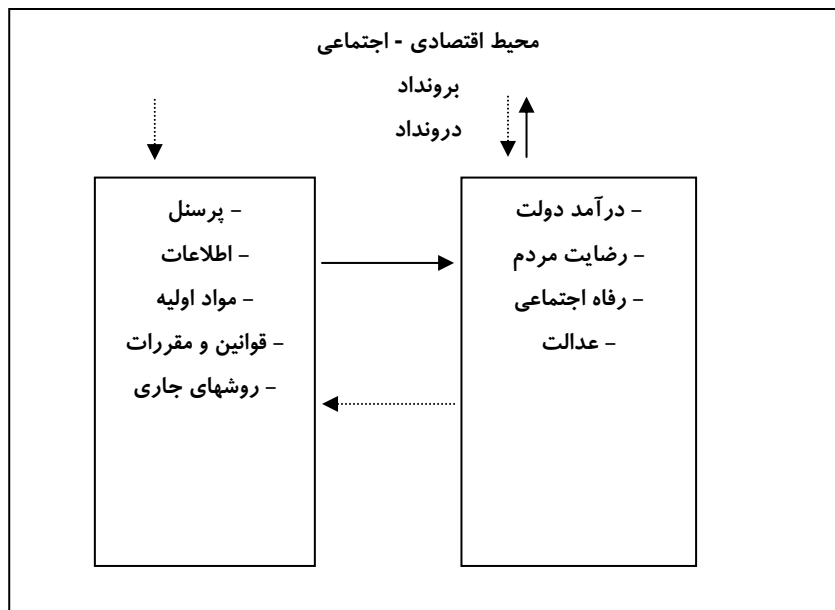 محیط اقتصادی - اجتماعی
برونداد
درونداد
– درآمد دولت
– رضایت مردم
– رفاه اجتماعی
– عدالت
– پرسنل
– اطلاعات
– مواد اولیه
– قوانین و مقررات
– روشهای جاری